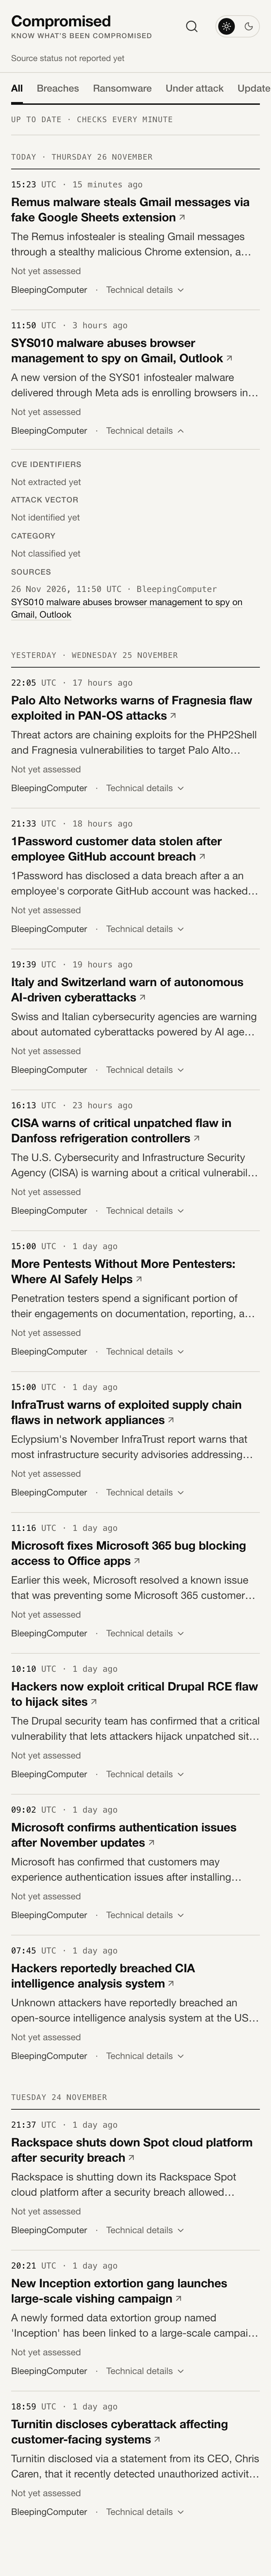 Compromised
KNOW WHAT'S BEEN COMPROMISED
Source status not reported yet
All Breaches Ransomware Under attack Update
UP TO DATE · CHECKS EVERY MINUTE
TODAY · THURSDAY 26 NOVEMBER
15:23 UTC · 15 minutes ago
Remus malware steals Gmail messages via
fake Google Sheets extension ↗
The Remus infostealer is stealing Gmail messages
through a stealthy malicious Chrome extension, a…
Not yet assessed
BleepingComputer · Technical details
11:50 UTC · 3 hours ago
SYS010 malware abuses browser
management to spy on Gmail, Outlook ↗
A new version of the SYS01 infostealer malware
delivered through Meta ads is enrolling browsers in…
Not yet assessed
BleepingComputer · Technical details
CVE IDENTIFIERS
Not extracted yet
ATTACK VECTOR
Not identified yet
CATEGORY
Not classified yet
SOURCES
26 Nov 2026, 11:50 UTC · BleepingComputer
SYS010 malware abuses browser management to spy on
Gmail, Outlook
YESTERDAY · WEDNESDAY 25 NOVEMBER
22:05 UTC · 17 hours ago
Palo Alto Networks warns of Fragnesia flaw
exploited in PAN-OS attacks ↗
Threat actors are chaining exploits for the PHP2Shell
and Fragnesia vulnerabilities to target Palo Alto…
Not yet assessed
BleepingComputer · Technical details
21:33 UTC · 18 hours ago
1Password customer data stolen after
employee GitHub account breach ↗
1Password has disclosed a data breach after a an
employee's corporate GitHub account was hacked…
Not yet assessed
BleepingComputer · Technical details
19:39 UTC · 19 hours ago
Italy and Switzerland warn of autonomous
AI-driven cyberattacks ↗
Swiss and Italian cybersecurity agencies are warning
about automated cyberattacks powered by AI age…
Not yet assessed
BleepingComputer · Technical details
16:13 UTC · 23 hours ago
CISA warns of critical unpatched flaw in
Danfoss refrigeration controllers ↗
The U.S. Cybersecurity and Infrastructure Security
Agency (CISA) is warning about a critical vulnerabil…
Not yet assessed
BleepingComputer · Technical details
15:00 UTC · 1 day ago
More Pentests Without More Pentesters:
Where AI Safely Helps ↗
Penetration testers spend a significant portion of
their engagements on documentation, reporting, a…
Not yet assessed
BleepingComputer · Technical details
15:00 UTC · 1 day ago
InfraTrust warns of exploited supply chain
flaws in network appliances ↗
Eclypsium's November InfraTrust report warns that
most infrastructure security advisories addressing…
Not yet assessed
BleepingComputer · Technical details
11:16 UTC · 1 day ago
Microsoft fixes Microsoft 365 bug blocking
access to Office apps ↗
Earlier this week, Microsoft resolved a known issue
that was preventing some Microsoft 365 customer…
Not yet assessed
BleepingComputer · Technical details
10:10 UTC · 1 day ago
Hackers now exploit critical Drupal RCE flaw
to hijack sites ↗
The Drupal security team has confirmed that a critical
vulnerability that lets attackers hijack unpatched sit…
Not yet assessed
BleepingComputer · Technical details
09:02 UTC · 1 day ago
Microsoft confirms authentication issues
after November updates ↗
Microsoft has confirmed that customers may
experience authentication issues after installing…
Not yet assessed
BleepingComputer · Technical details
07:45 UTC · 1 day ago
Hackers reportedly breached CIA
intelligence analysis system ↗
Unknown attackers have reportedly breached an
open-source intelligence analysis system at the US…
Not yet assessed
BleepingComputer · Technical details
TUESDAY 24 NOVEMBER
21:37 UTC · 1 day ago
Rackspace shuts down Spot cloud platform
after security breach ↗
Rackspace is shutting down its Rackspace Spot
cloud platform after a security breach allowed…
Not yet assessed
BleepingComputer · Technical details
20:21 UTC · 1 day ago
New Inception extortion gang launches
large-scale vishing campaign ↗
A newly formed data extortion group named
'Inception' has been linked to a large-scale campai…
Not yet assessed
BleepingComputer · Technical details
18:59 UTC · 1 day ago
Turnitin discloses cyberattack affecting
customer-facing systems ↗
Turnitin disclosed via a statement from its CEO, Chris
Caren, that it recently detected unauthorized activit…
Not yet assessed
BleepingComputer · Technical details